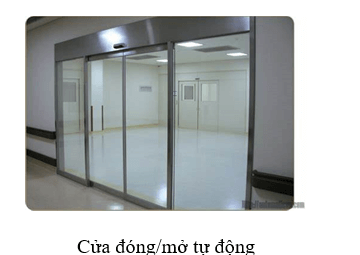 Cửa đóng/mở tự động